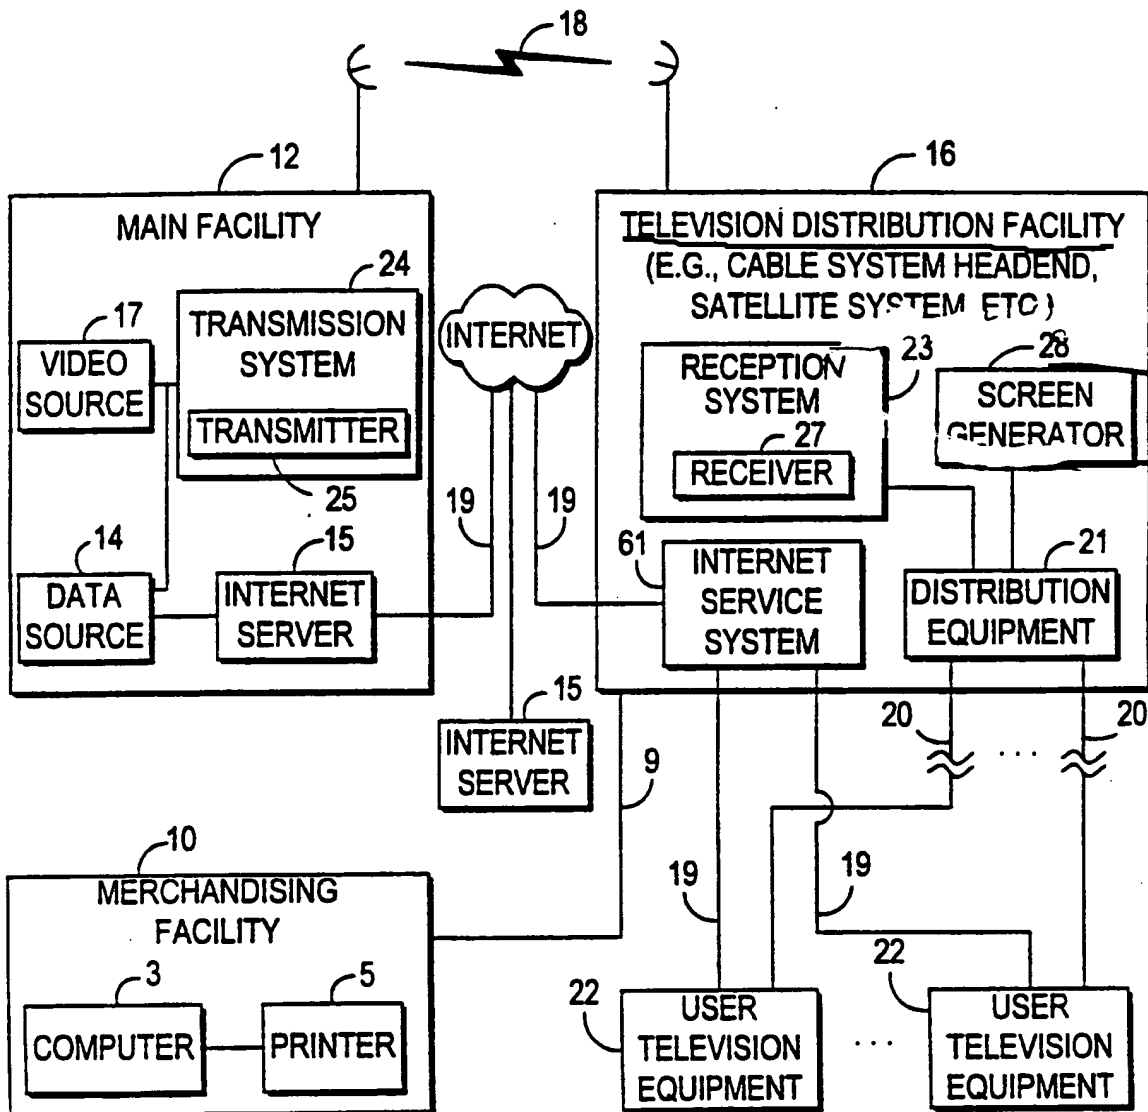 18
12
MAIN FACILITY
24
TRANSMISSION
SYSTEM
17
VIDEO
SOURCE
TRANSMITTER
25
14
DATA
SOURCE
15
INTERNET
SERVER
INTERNET
19
19
15
INTERNET
SERVER
16
TELEVISION DISTRIBUTION FACILITY
(E.G., CABLE SYSTEM HEADEND,
SATELLITE SYSTEM, ETC.)
23
RECEPTION
SYSTEM
27
RECEIVER
28
SCREEN
GENERATOR
61
INTERNET
SERVICE
SYSTEM
21
DISTRIBUTION
EQUIPMENT
20
...
20
9
10
MERCHANDISING
FACILITY
3
COMPUTER
5
PRINTER
19
19
22
USER
TELEVISION
EQUIPMENT
...
22
USER
TELEVISION
EQUIPMENT